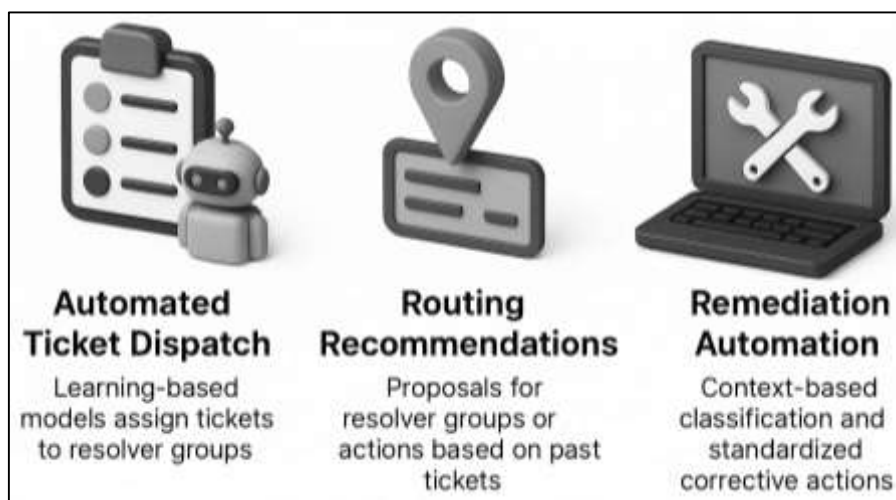 Automated
Ticket Dispatch
Learning-based
models assign tickets
to resolver groups
Routing
Recommendations
Proposals for
resolver groups or
actions based on past
tickets
Remediation
Automation
Context-based
classification and
standardized
corrective actions